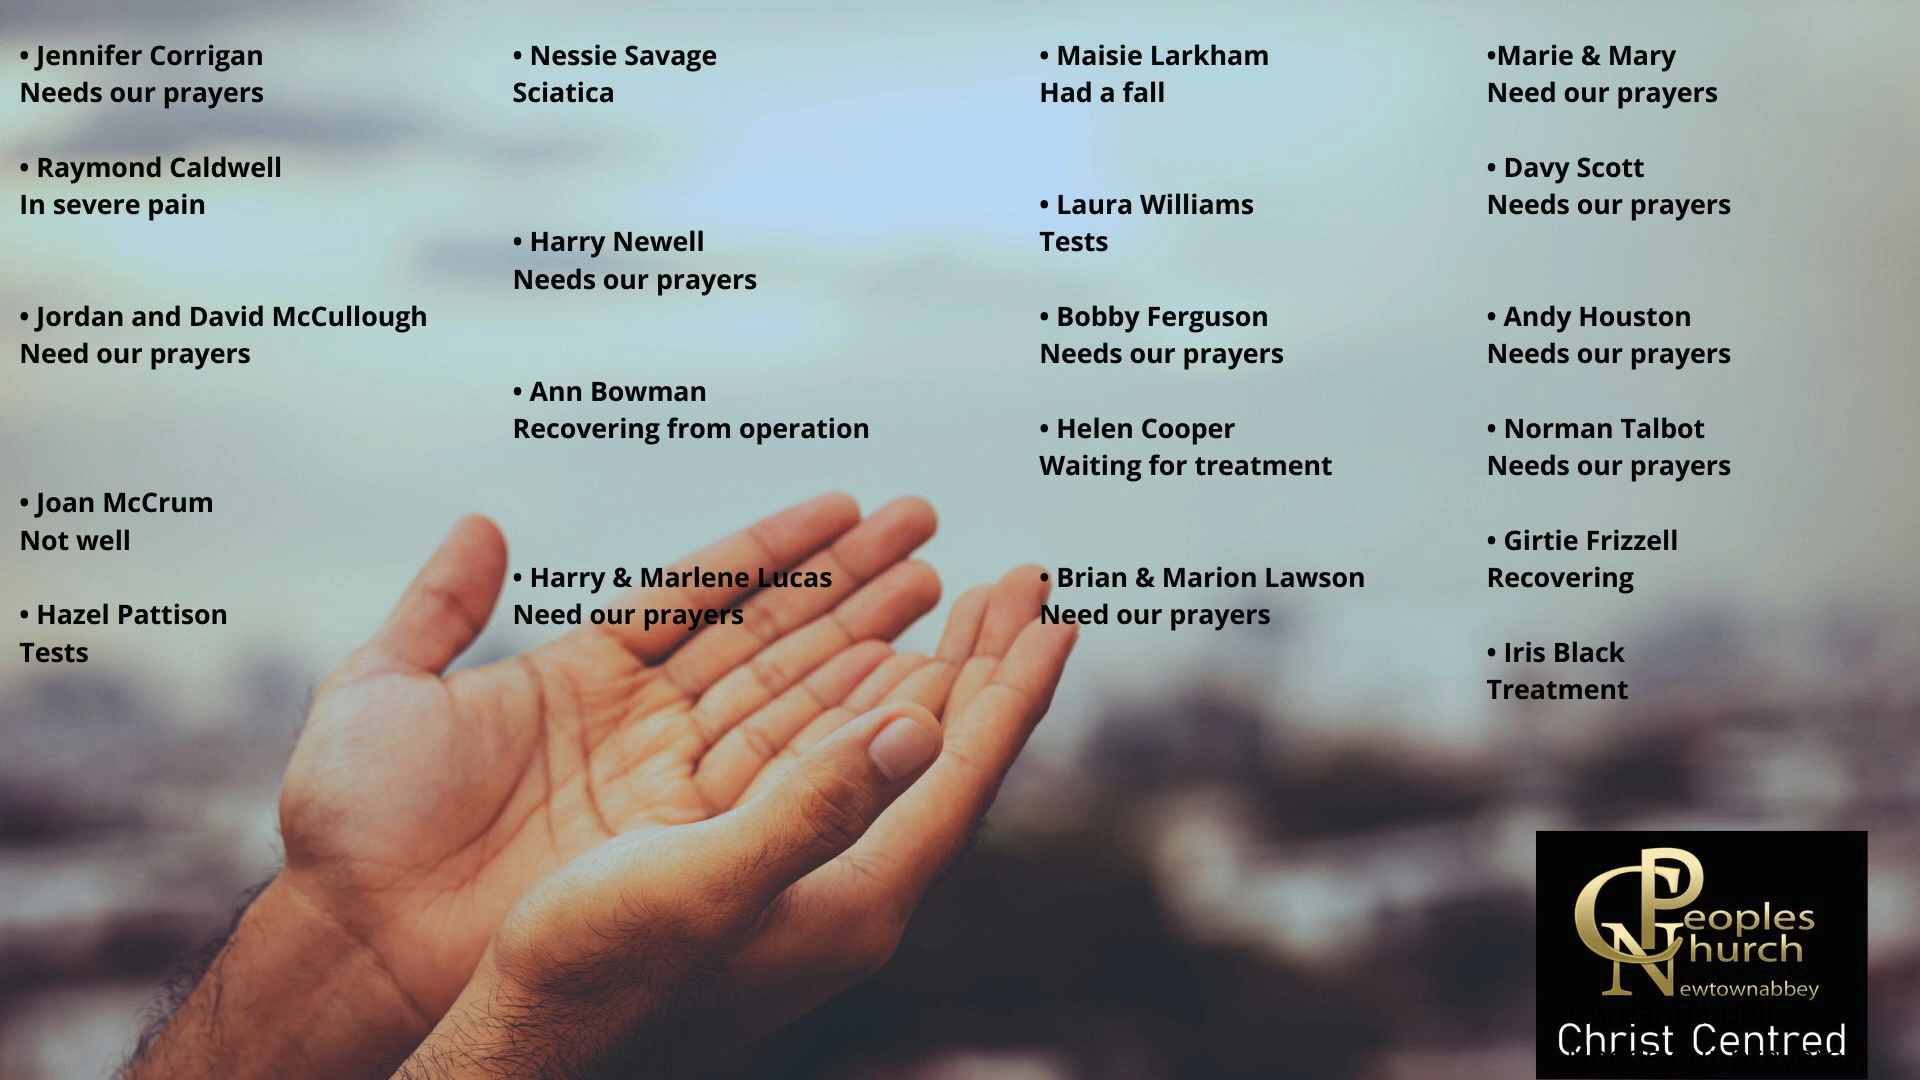 • Jennifer Corrigan
Needs our prayers
• Raymond Caldwell
In severe pain
• Jordan and David McCullough
Need our prayers
• Joan McCrum
Not well
• Hazel Pattison
Tests
• Nessie Savage
Sciatica
• Harry Newell
Needs our prayers
• Ann Bowman
Recovering from operation
• Harry & Marlene Lucas
Need our prayers
• Maisie Larkham
Had a fall
• Laura Williams
Tests
• Bobby Ferguson
Needs our prayers
• Helen Cooper
Waiting for treatment
• Brian & Marion Lawson
Need our prayers
•Marie & Mary
Need our prayers
• Davy Scott
Needs our prayers
• Andy Houston
Needs our prayers
• Norman Talbot
Needs our prayers
• Girtie Frizzell
Recovering
• Iris Black
Treatment
Peoples
Church
Newtownabbey
Christ Centred